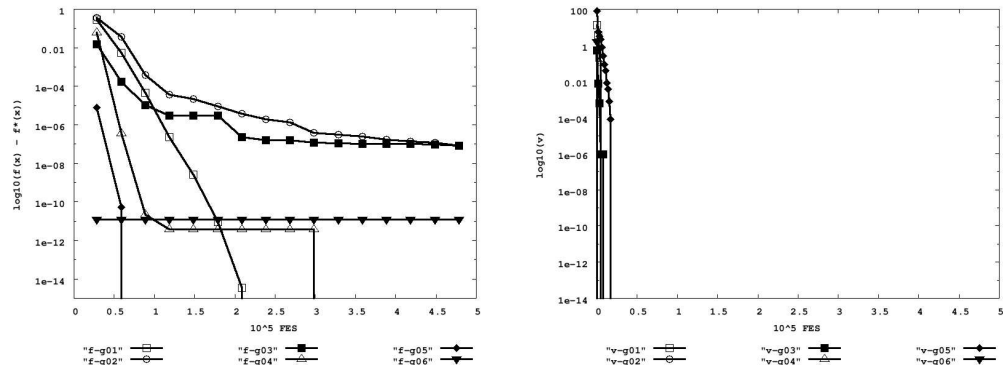 1
0.01
1e-04
1e-06
1e-08
1e-10
1e-12
1e-14
log10(f(x) - f*(x))
0 0.5 1 1.5 2 2.5 3 3.5 4 4.5 5
10^5 FES
"f-g01" "f-g03" "f-g05"
"f-g02" "f-g04" "f-g06"
100
1
0.01
1e-04
1e-06
1e-08
1e-10
1e-12
1e-14
log10(v)
0 0.5 1 1.5 2 2.5 3 3.5 4 4.5 5
10^5 FES
"v-g01" "v-g03" "v-g05"
"v-g02" "v-g04" "v-g06"